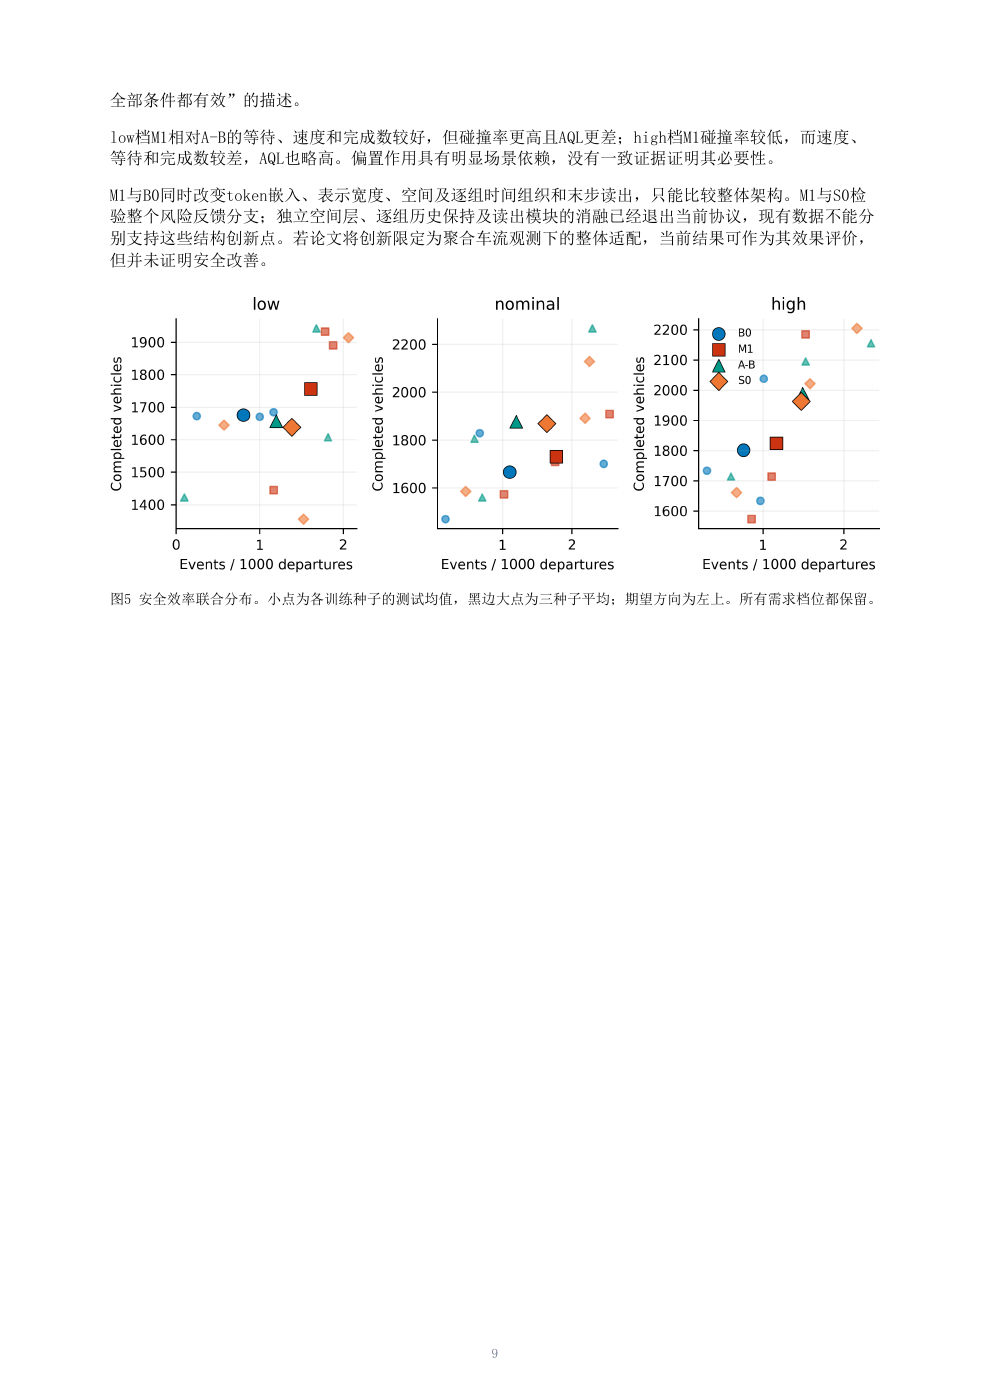 全部条件都有效”的描述。
low档M1相对A-B的等待、速度和完成数较好，但碰撞率更高且AQL更差；high档M1碰撞率较低，而速度、
等待和完成数较差，AQL也略高。偏置作用具有明显场景依赖，没有一致证据证明其必要性。
M1与B0同时改变token嵌入、表示宽度、空间及逐组时间组织和末步读出，只能比较整体架构。M1与S0检
验整个风险反馈分支；独立空间层、逐组历史保持及读出模块的消融已经退出当前协议，现有数据不能分
别支持这些结构创新点。若论文将创新限定为聚合车流观测下的整体适配，当前结果可作为其效果评价，
但并未证明安全改善。
low
1900
1800
1700
1600
1500
1400
0 1 2
Completed vehicles
Events / 1000 departures
nominal
2200
2000
1800
1600
1 2
Completed vehicles
Events / 1000 departures
high
2200
2100
2000
1900
1800
1700
1600
1 2
Completed vehicles
Events / 1000 departures
B0
M1
A-B
S0
图5 安全效率联合分布。小点为各训练种子的测试均值，黑边大点为三种子平均；期望方向为左上。所有需求档位都保留。
9